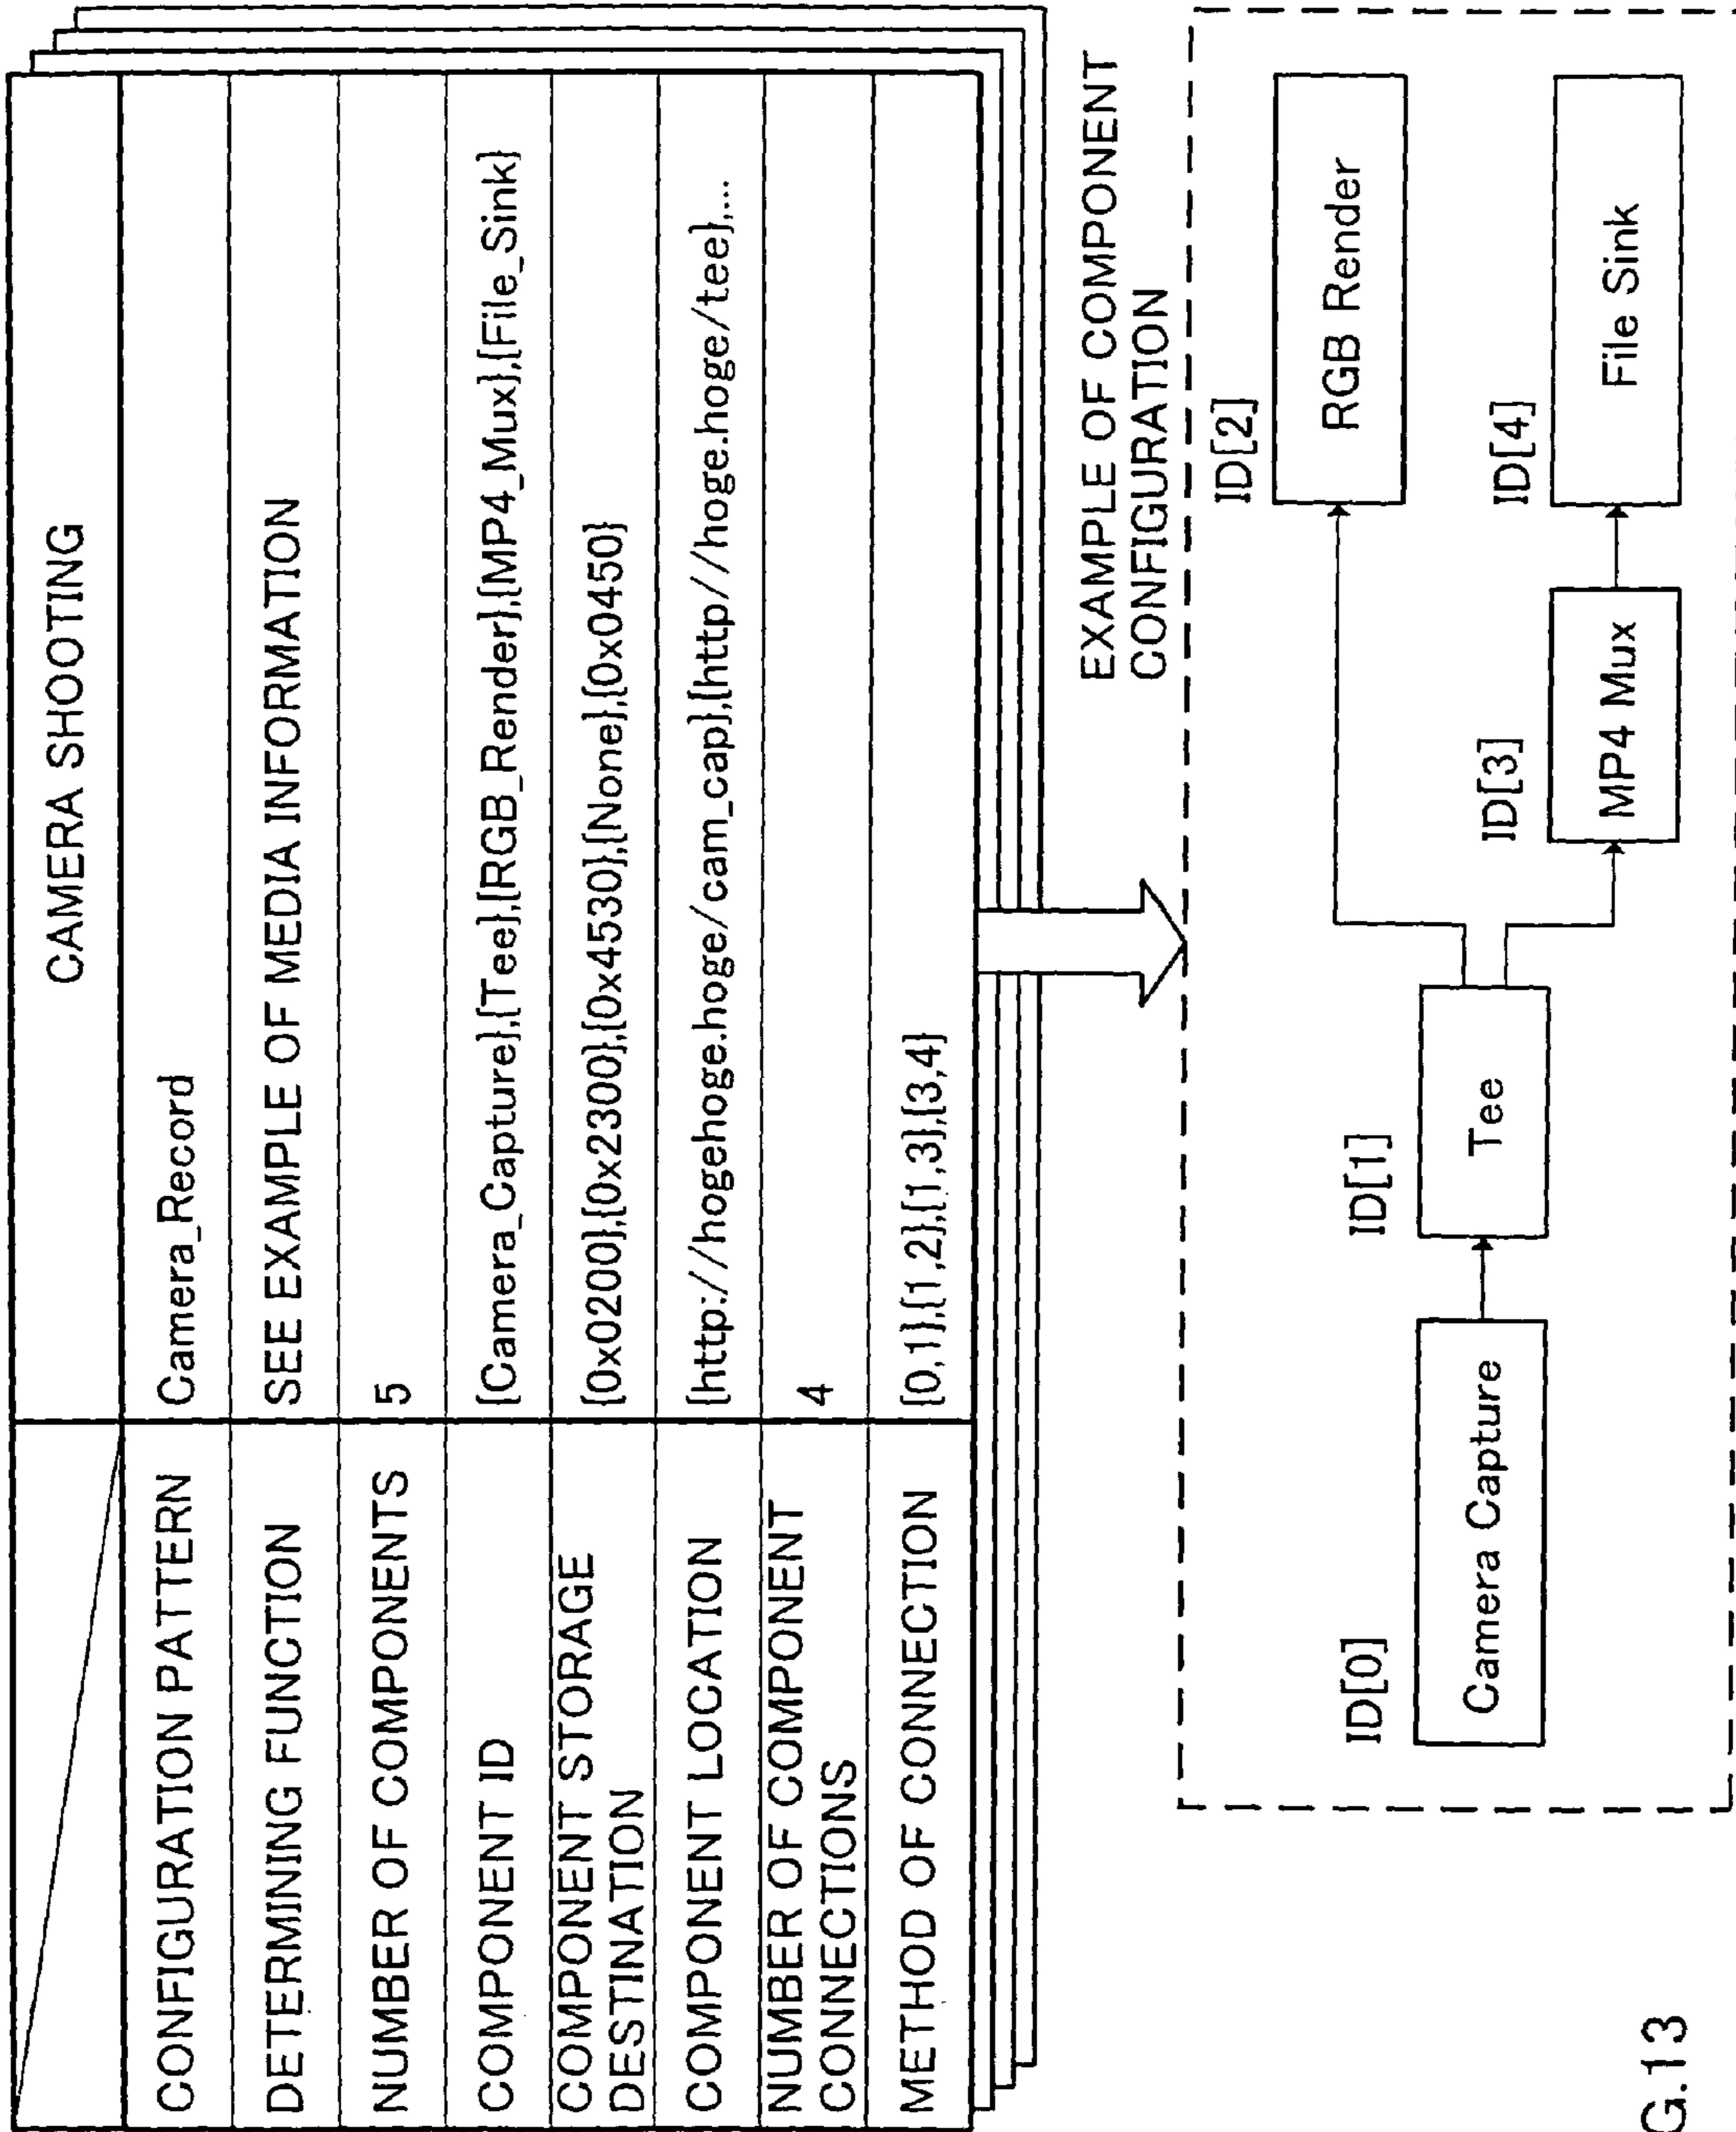 CAMERA SHOOTING
CONFIGURATION PATTERN
Camera_Record
DETERMINING FUNCTION
SEE EXAMPLE OF MEDIA INFORMATION
NUMBER OF COMPONENTS
5
COMPONENT ID
{Camera_Capture},{Tee},{RGB_Render},{MP4_Mux},{File_Sink}
COMPONENT STORAGE
DESTINATION
{0x0200},{0x2300},{0x4530},{None},{0x0450}
COMPONENT LOCATION
{http://hogehoge.hoge/cam_cap},{http//hoge.hoge/tee},...
NUMBER OF COMPONENT
CONNECTIONS
4
METHOD OF CONNECTION
{0,1},{1,2},{1,3},{3,4}
EXAMPLE OF COMPONENT
CONFIGURATION
ID[0]
Camera Capture
ID[1]
Tee
ID[2]
RGB Render
ID[3]
MP4 Mux
ID[4]
File Sink
G.13